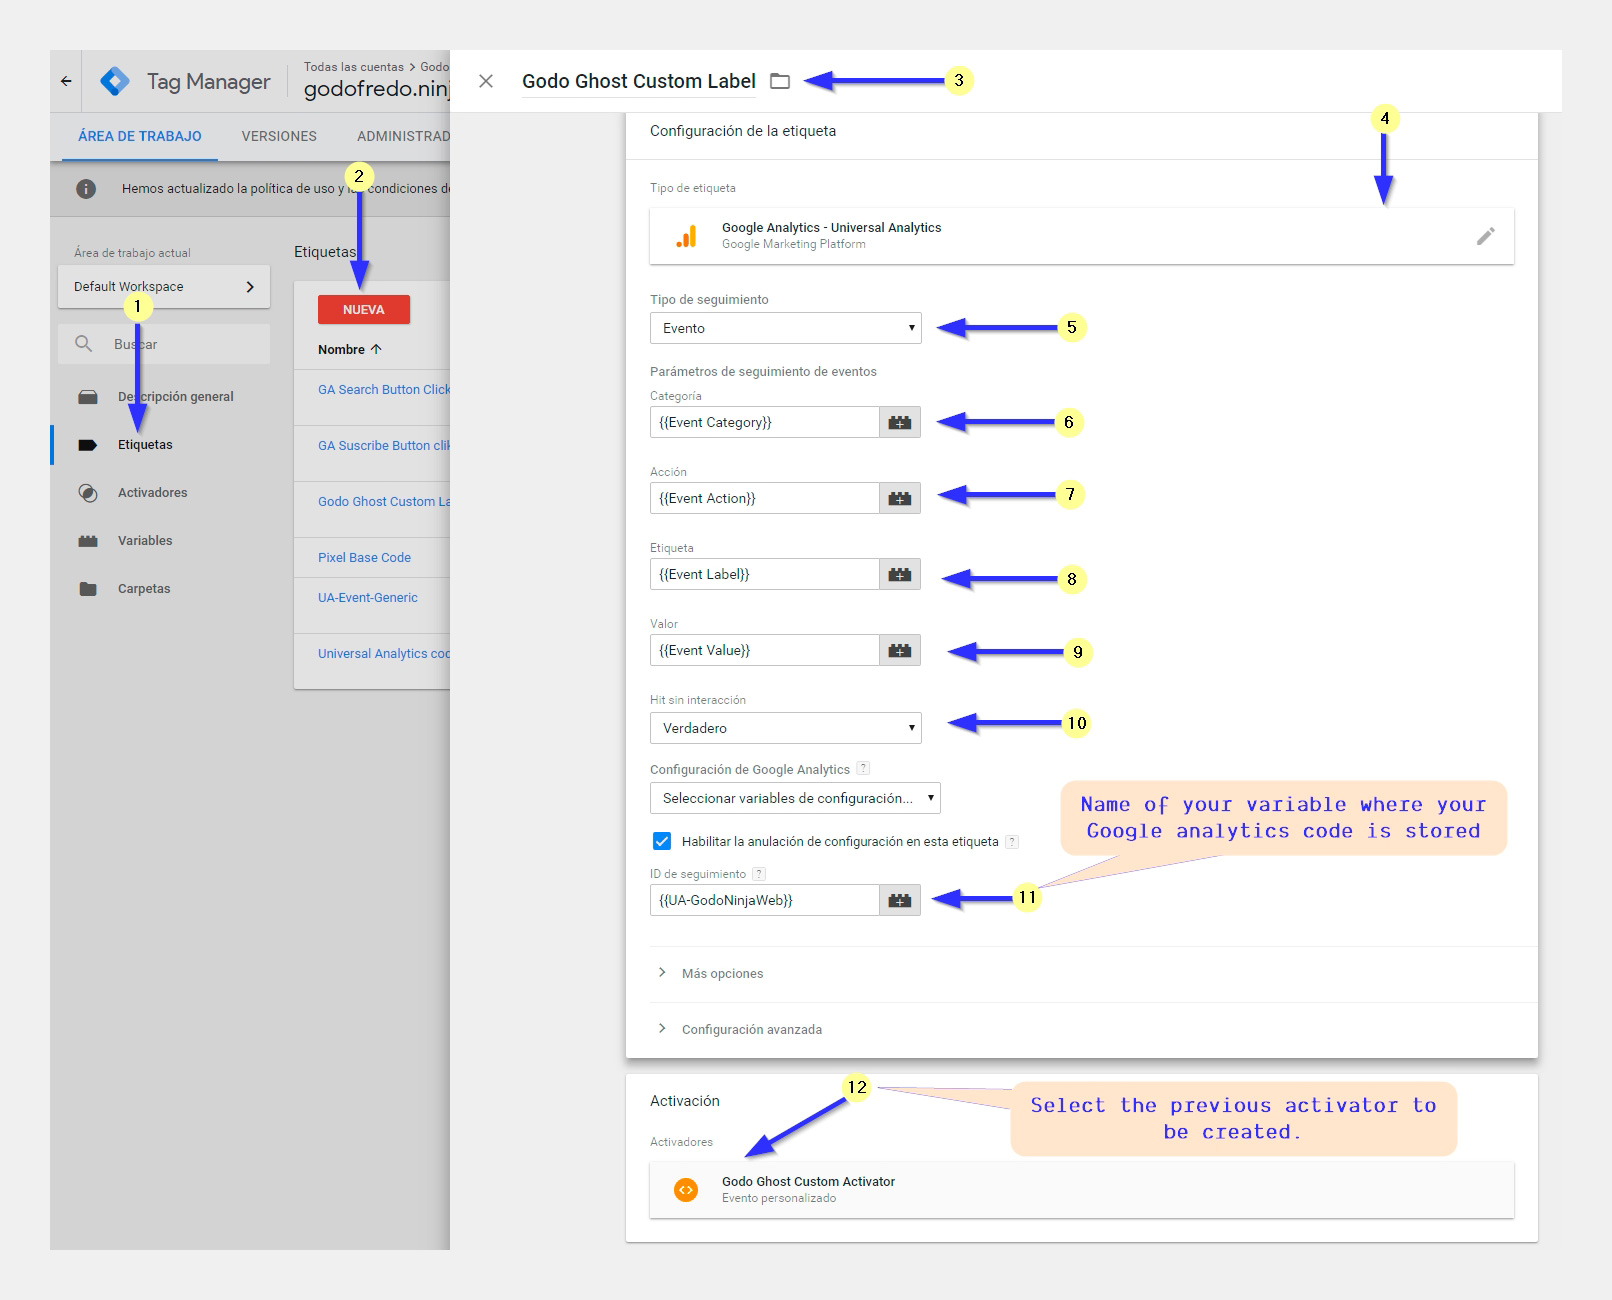 Tag Manager
Todas las cuentas > Godo
godofredo.ninj
ÁREA DE TRABAJO
VERSIONES
ADMINISTRAD
Hemos actualizado la política de uso y condiciones d
Área de trabajo actual
Default Workspace
Buscar
Descripción general
Etiquetas
Activadores
Variables
Carpetas
1
2
Etiquetas
NUEVA
Nombre
GA Search Button Click
GA Suscribe Button clik
Godo Ghost Custom La
Pixel Base Code
UA-Event-Generic
Universal Analytics cod
Godo Ghost Custom Label
3
4
Configuración de la etiqueta
Tipo de etiqueta
Google Analytics - Universal Analytics
Google Marketing Platform
Tipo de seguimiento
Evento
5
Parámetros de seguimiento de eventos
Categoría
{{Event Category}}
6
Acción
{{Event Action}}
7
Etiqueta
{{Event Label}}
8
Valor
{{Event Value}}
9
Hit sin interacción
Verdadero
10
Configuración de Google Analytics ?
Seleccionar variables de configuración...
Habilitar la anulación de configuración en esta etiqueta ?
ID de seguimiento ?
{{UA-GodoNinjaWeb}}
11
Name of your variable where your
Google analytics code is stored
Más opciones
Configuración avanzada
Activación
12
Select the previous activator to
be created.
Activadores
Godo Ghost Custom Activator
Evento personalizado